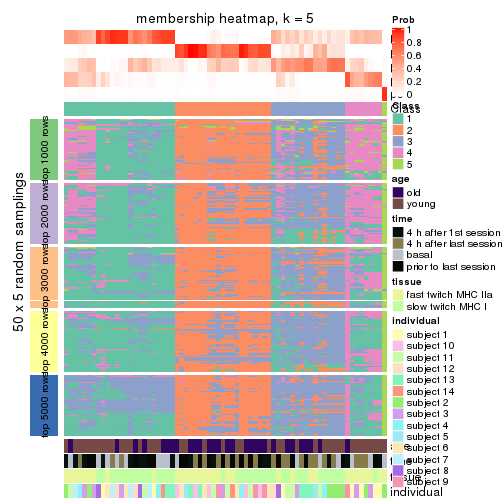 membership heatmap, k = 5
Prob
1
0.8
0.6
0.4
0.2
0
Class
Class
1
2
3
4
5
age
old
young
time
4 h after 1st session
4 h after last session
basal
prior to last session
tissue
fast twitch MHC IIa
slow twitch MHC I
individual
subject 1
subject 10
subject 11
subject 12
subject 13
subject 14
subject 2
subject 3
subject 4
subject 5
subject 6
subject 7
subject 8
subject 9
individual
50 x 5 random samplings
top 1000 rows
top 2000 rows
top 3000 rows
top 4000 rows
top 5000 rows